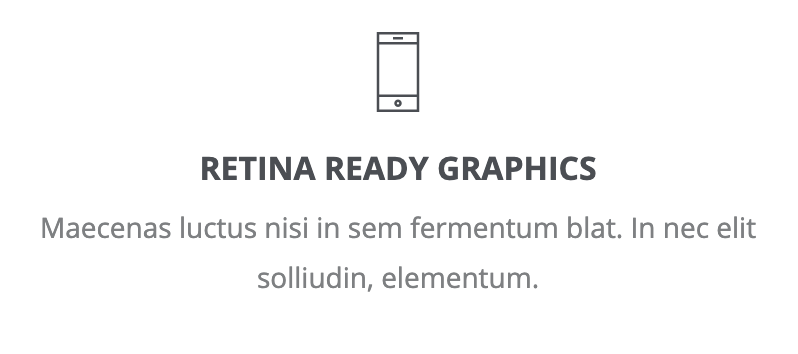 RETINA READY GRAPHICS
Maecenas luctus nisi in sem fermentum blat. In nec elit
solliudin, elementum.